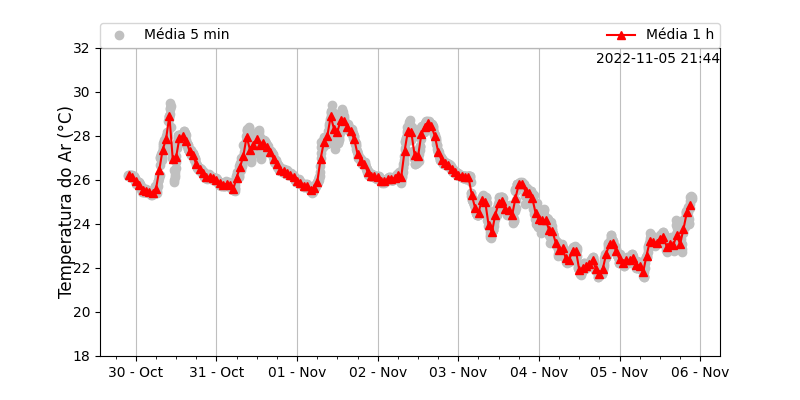 Média 5 min
Média 1 h
2022-11-05 21:44
Temperatura do Ar (°C)
32
30
28
26
24
22
20
18
30 - Oct
31 - Oct
01 - Nov
02 - Nov
03 - Nov
04 - Nov
05 - Nov
06 - Nov